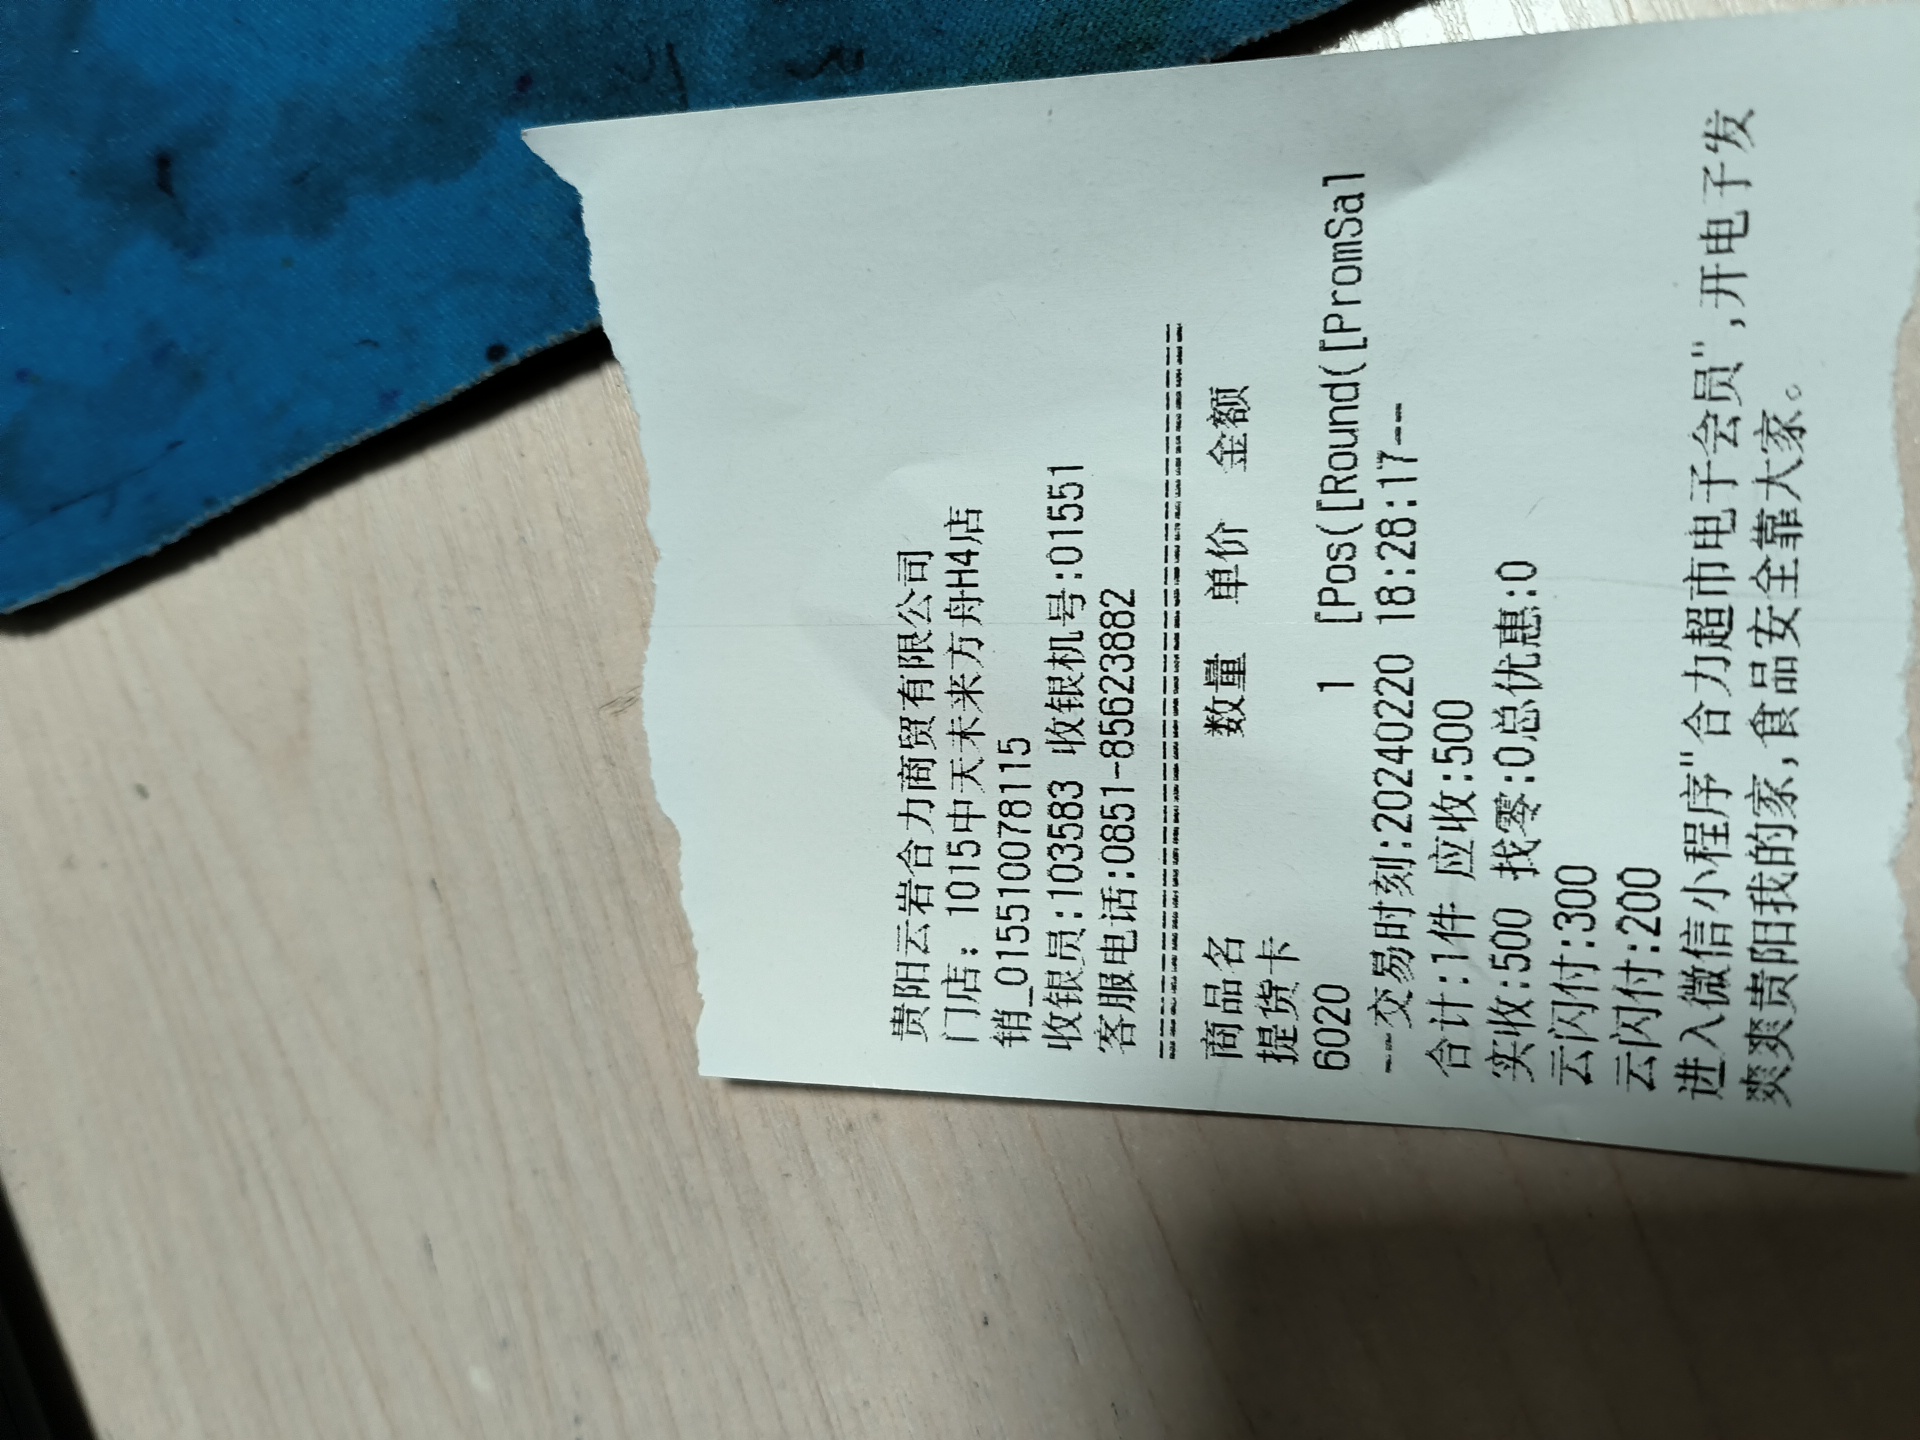 贵阳云岩合力商贸有限公司
门店: 1015中天未来方舟H4店
销_015510078115
收银员:103583 收银机号:01551
客服电话:0851-85623882
========================================
商品名 数量 单价 金额
提货卡
6020 1 [Pos([Round([PromSal
--交易时刻:20240220 18:28:17--
合计:1件 应收:500
实收:500 找零:0总优惠:0
云闪付:300
云闪付:200
进入微信小程序"合力超市电子会员",开电子发
爽爽贵阳我的家,食品安全靠大家。